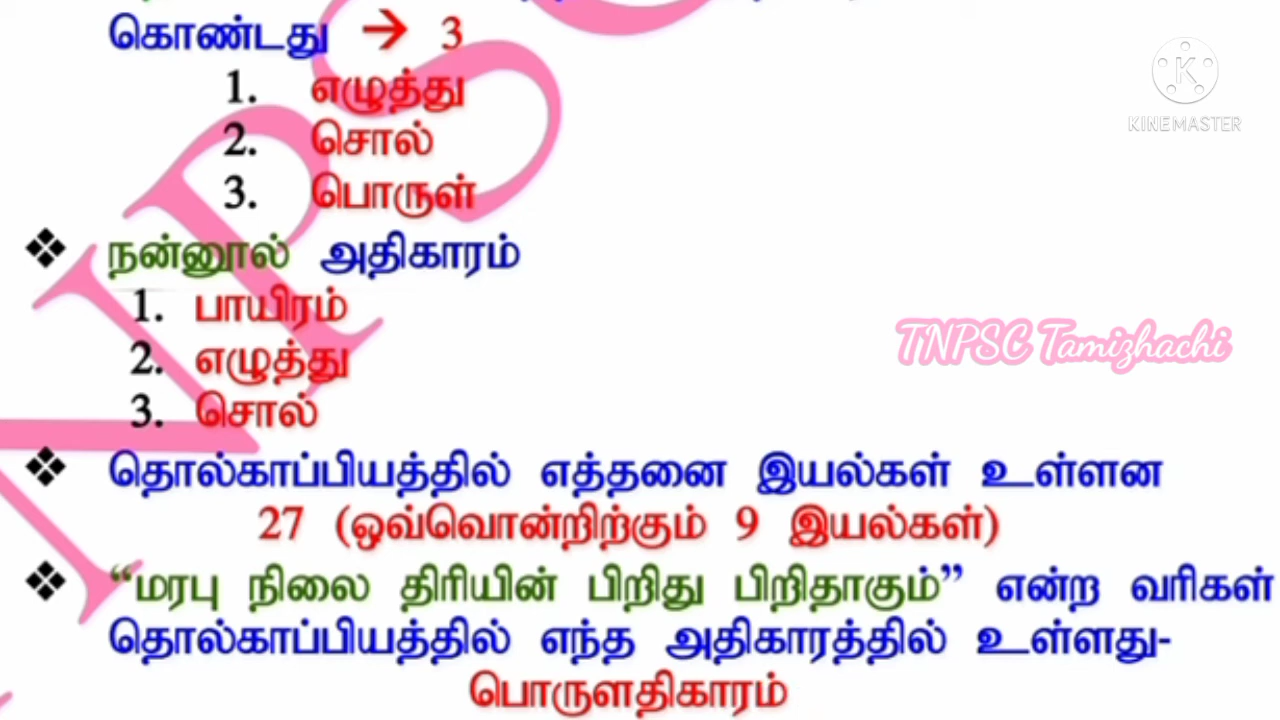 கொண்டது → 3
1. எழுத்து
2. சொல்
3. பொருள்
❖ நன்னூல் அதிகாரம்
1. பாயிரம்
2. எழுத்து
3. சொல்
❖ தொல்காப்பியத்தில் எத்தனை இயல்கள் உள்ளன
27 (ஒவ்வொன்றிற்கும் 9 இயல்கள்)
❖ “மரபு நிலை திரியின் பிறிது பிறிதாகும்” என்ற வரிகள்
தொல்காப்பியத்தில் எந்த அதிகாரத்தில் உள்ளது-
பொருளதிகாரம்
K
KINEMASTER
TNPSC Tamizhachi
NPS